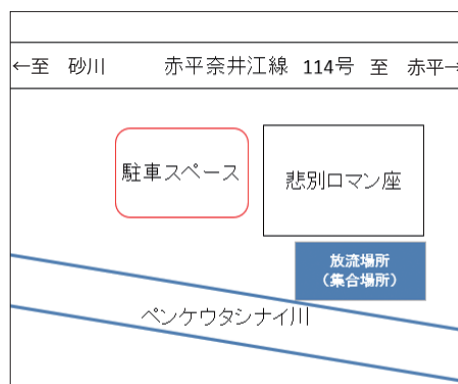 ←至 砂川 赤平奈井江線 114号 至 赤平→
駐車スペース
悲別ロマン座
放流場所
（集合場所）
ペンケウタシナイ川